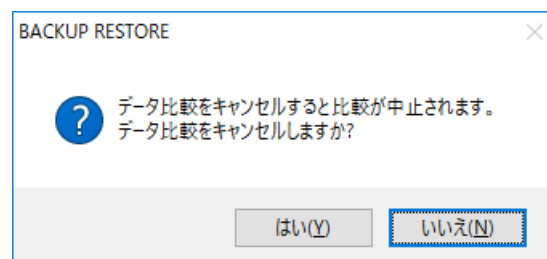 BACKUP RESTORE
データ比較をキャンセルすると比較が中止されます。
データ比較をキャンセルしますか?
はい(Y) いいえ(N)